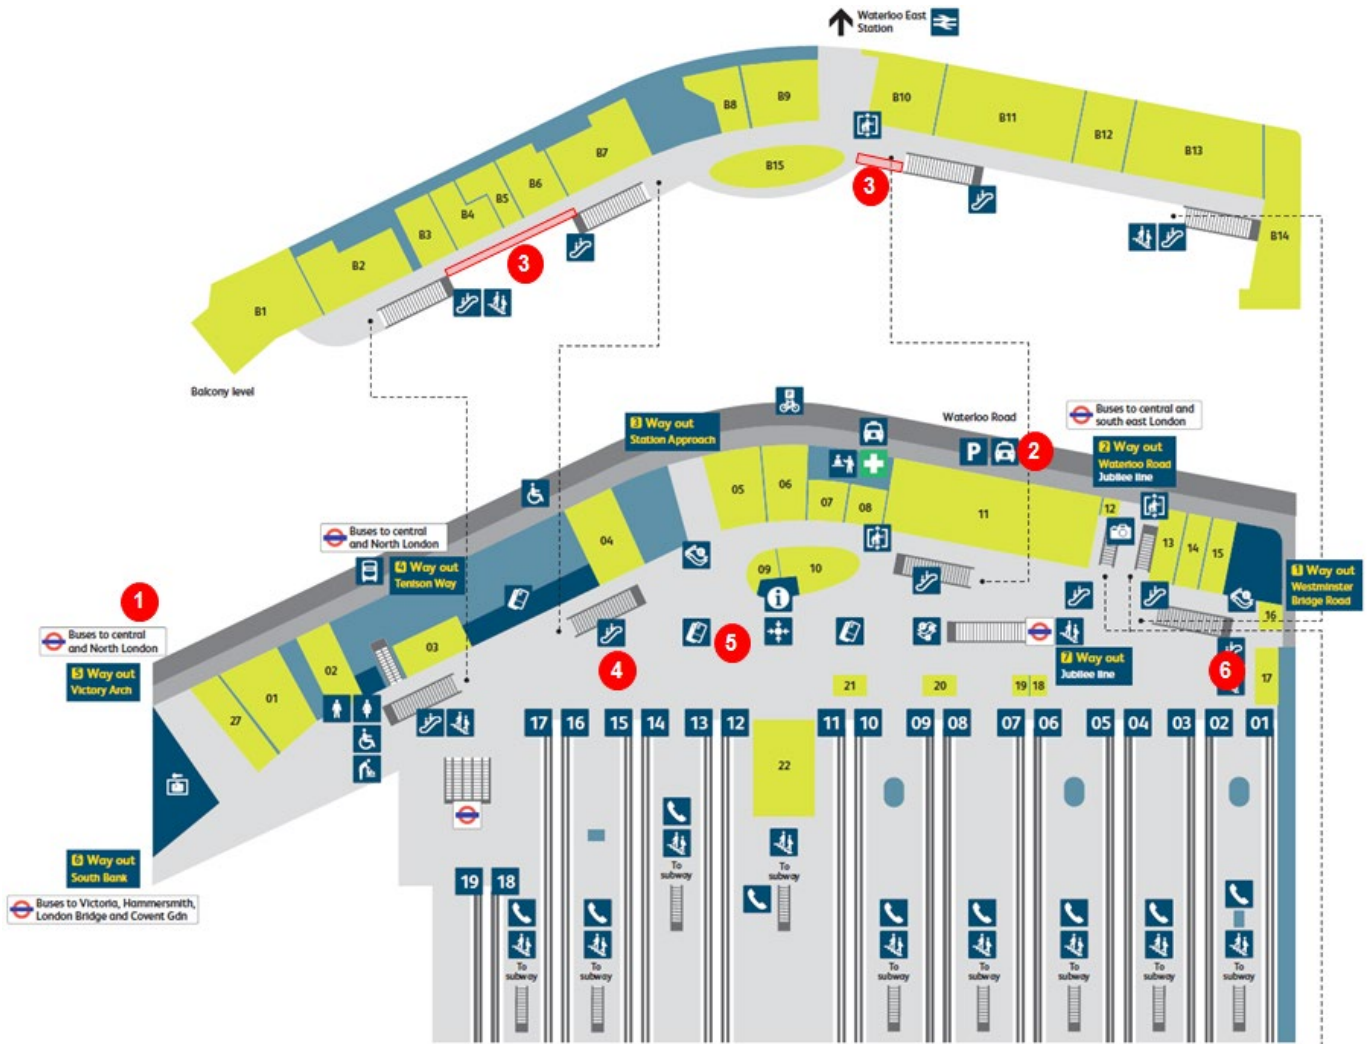 Waterloo East
Station
B8
B9
B10
B11
B12
B13
B7
B6
B5
B4
B3
B2
B1
B15
B14
3
3
Balcony level
Waterloo Road
Buses to central and
south east London
3 Way out
Station Approach
P
P
2
2 Way out
Waterloo Road
Jubilee line
Buses to central
and North London
4 Way out
Tenison Way
1
Buses to central
and North London
5 Way out
Victory Arch
1 Way out
Westminster
Bridge Road
05
06
07
08
11
12
13
14
15
16
04
09
10
i
03
02
01
27
5
4
7 Way out
Jubilee line
6
17
21
20
19
18
17
16
15
14
13
12
11
10
09
08
07
06
05
04
03
02
01
22
6 Way out
South Bank
Buses to Victoria, Hammersmith,
London Bridge and Covent Gdn
19
18
To
subway
To
subway
To
subway
To
subway
To
subway
To
subway
To
subway
To
subway
To
subway